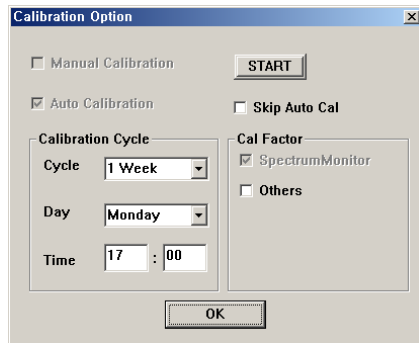 Calibration Option
Manual Calibration
START
Auto Calibration
Skip Auto Cal
Calibration Cycle
Cycle 1 Week
Day Monday
Time 17 : 00
Cal Factor
SpectrumMonitor
Others
OK